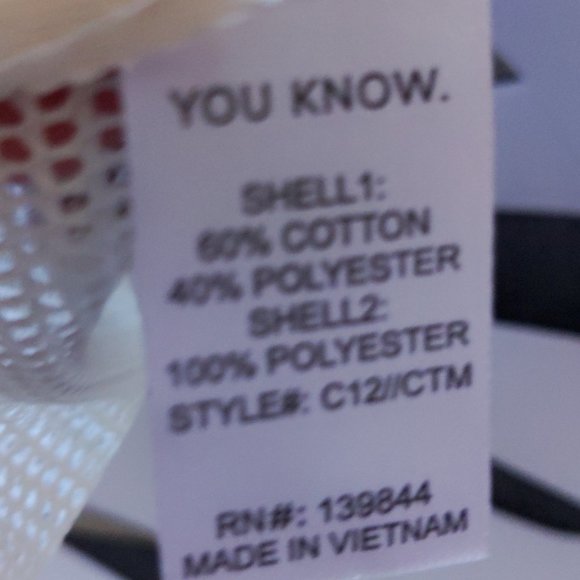 YOU KNOW.
SHELL1:
60% COTTON
40% POLYESTER
SHELL2:
100% POLYESTER
STYLE#: C12//CTM
RN#: 139844
MADE IN VIETNAM